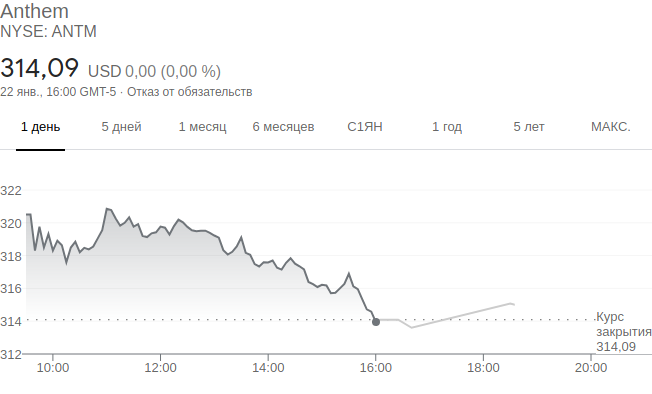 Anthem
NYSE: ANTM
314,09 USD 0,00 (0,00 %)
22 янв., 16:00 GMT-5 · Отказ от обязательств
1 день 5 дней 1 месяц 6 месяцев С1ЯН 1 год 5 лет МАКС.
322
320
318
316
314
312
Курс
закрытия
314,09
10:00 12:00 14:00 16:00 18:00 20:00